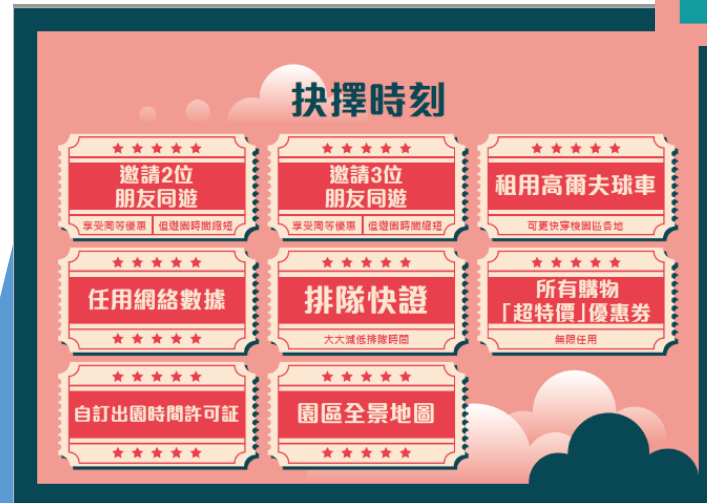 抉擇時刻
邀請2位
朋友同遊
享受同等優惠 但遊園時間縮短
邀請3位
朋友同遊
享受同等優惠 但遊園時間縮短
租用高爾夫球車
可更快穿梭園區各地
任用網絡數據
排隊快證
大大減低排隊時間
所有購物
「超特價」優惠券
無限任用
自訂出園時間許可証
園區全景地圖